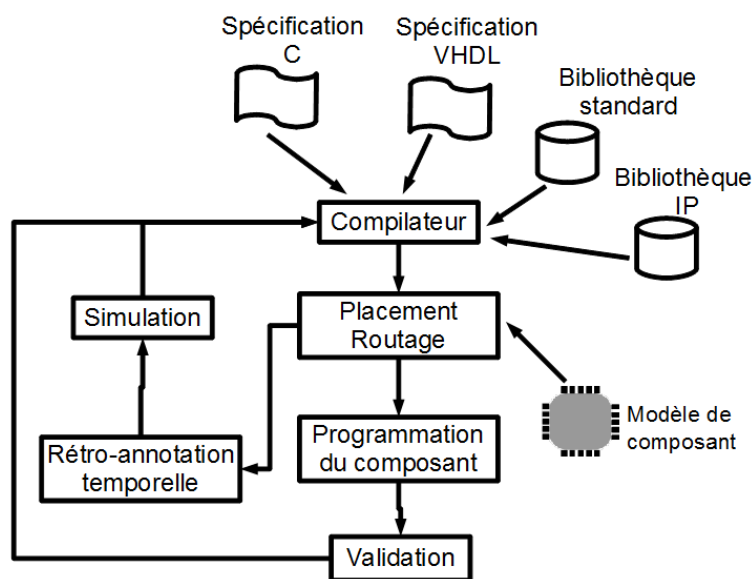 Spécification
C
Spécification
VHDL
Bibliothèque
standard
Bibliothèque
IP
Compilateur
Simulation
Placement
Routage
Modèle de
composant
Rétro-annotation
temporelle
Programmation
du composant
Validation